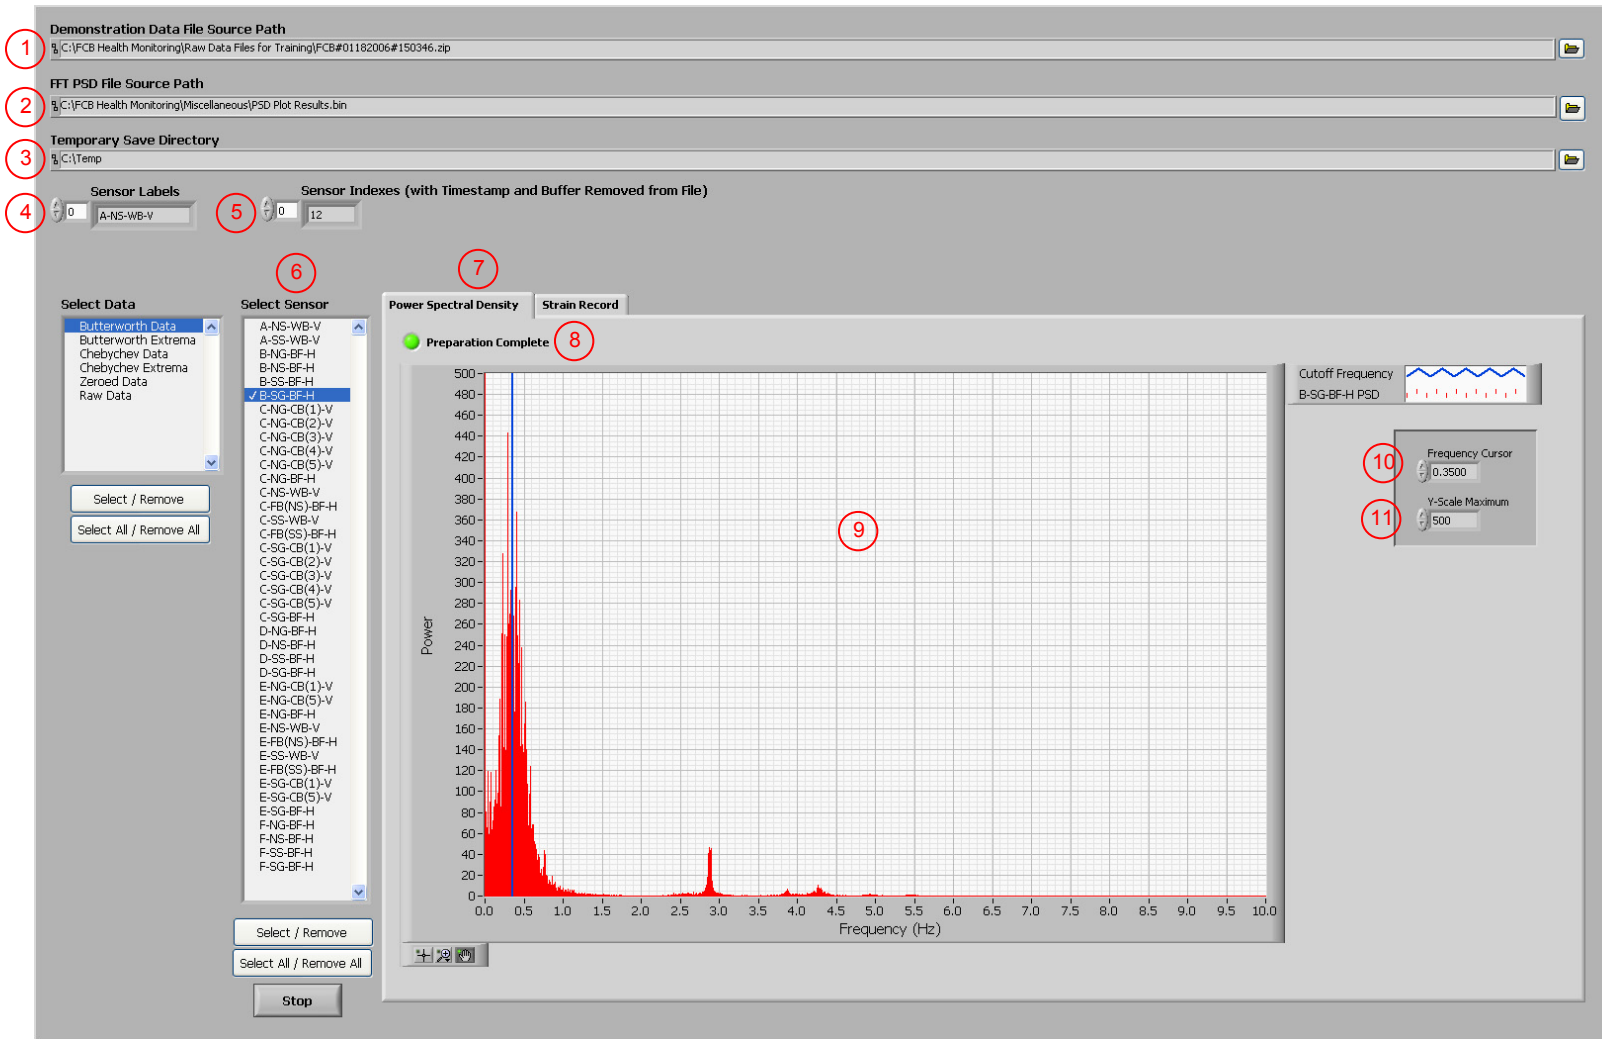 Demonstration Data File Source Path
1
C:\FCB Health Monitoring\Raw Data Files for Training\FCB#01182006#150346.zip
FFT PSD File Source Path
2
C:\FCB Health Monitoring\Miscellaneous\PSD Plot Results.bin
Temporary Save Directory
3
C:\Temp
Sensor Labels
4
0
A-NS-WB-V
Sensor Indexes (with Timestamp and Buffer Removed from File)
5
0
12
6
7
Select Data
Butterworth Data
Butterworth Extrema
Chebychev Data
Chebychev Extrema
Zeroed Data
Raw Data
Select / Remove
Select All / Remove All
Select Sensor
A-NS-WB-V
A-SS-WB-V
B-NG-BF-H
B-NS-BF-H
B-SS-BF-H
✓ B-SG-BF-H
C-NG-CB(1)-V
C-NG-CB(2)-V
C-NG-CB(3)-V
C-NG-CB(4)-V
C-NG-CB(5)-V
C-NG-BF-H
C-NS-WB-V
C-FB(NS)-BF-H
C-SS-WB-V
C-FB(SS)-BF-H
C-SG-CB(1)-V
C-SG-CB(2)-V
C-SG-CB(3)-V
C-SG-CB(4)-V
C-SG-CB(5)-V
C-SG-BF-H
D-NG-BF-H
D-NS-BF-H
D-SS-BF-H
D-SG-BF-H
E-NG-CB(1)-V
E-NG-CB(5)-V
E-NG-BF-H
E-NS-WB-V
E-FB(NS)-BF-H
E-SS-WB-V
E-FB(SS)-BF-H
E-SG-CB(1)-V
E-SG-CB(5)-V
E-SG-BF-H
F-NG-BF-H
F-NS-BF-H
F-SS-BF-H
F-SG-BF-H
Select / Remove
Select All / Remove All
Stop
Power Spectral Density
Strain Record
Preparation Complete
8
500
480
460
440
420
400
380
360
340
320
300
280
260
240
220
200
180
160
140
120
100
80
60
40
20
0
Power
9
0.0 0.5 1.0 1.5 2.0 2.5 3.0 3.5 4.0 4.5 5.0 5.5 6.0 6.5 7.0 7.5 8.0 8.5 9.0 9.5 10.0
Frequency (Hz)
Cutoff Frequency
B-SG-BF-H PSD
10
Frequency Cursor
0.3500
11
Y-Scale Maximum
500